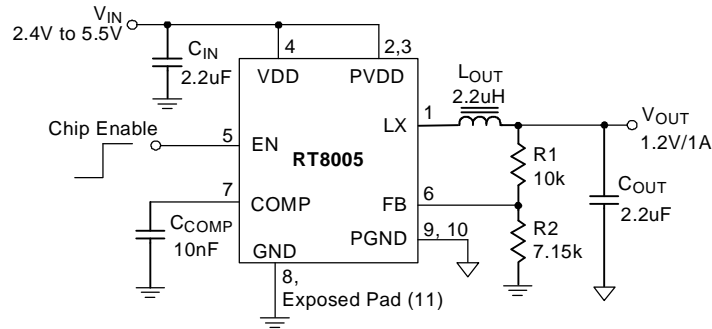 VIN
2.4V to 5.5V
CIN
2.2uF
4
2,3
VDD
PVDD
LOUT
2.2uH
1
LX
VOUT
1.2V/1A
Chip Enable
5
EN
RT8005
R1
10k
7
COMP
FB
6
COUT
2.2uF
CCOMP
10nF
9, 10
PGND
R2
7.15k
GND
8,
Exposed Pad (11)